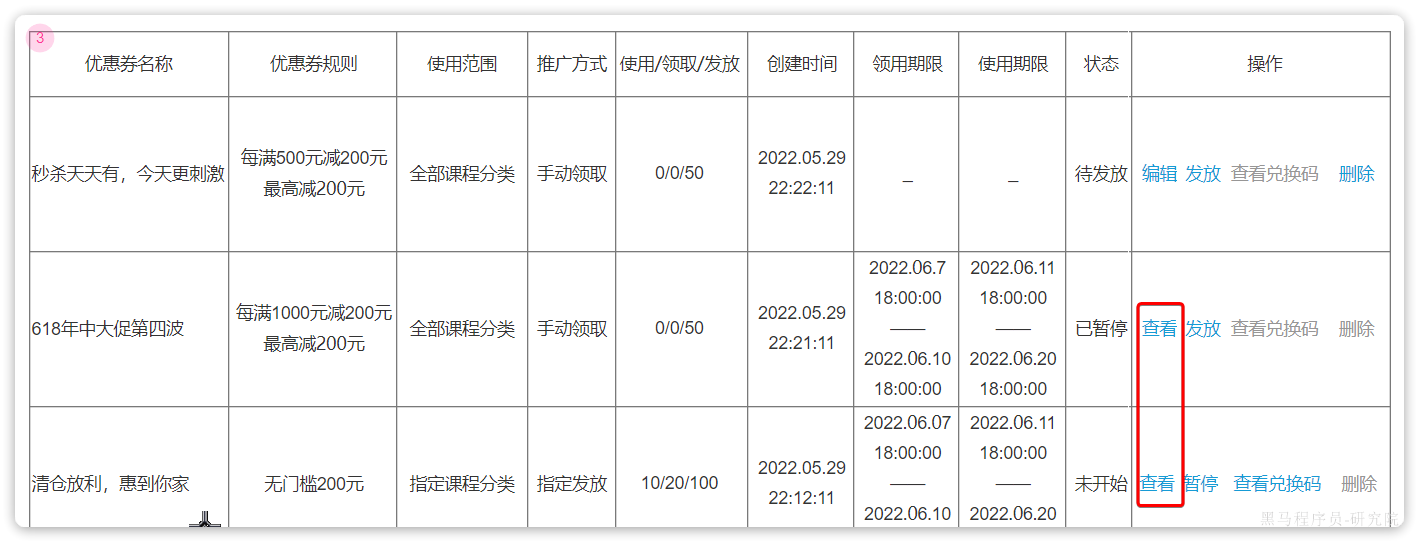 3
优惠券名称 优惠券规则 使用范围 推广方式 使用/领取/发放 创建时间 领用期限 使用期限 状态 操作
秒杀天天有，今天更刺激 每满500元减200元 最高减200元 全部课程分类 手动领取 0/0/50 2022.05.29 22:22:11 _ _ 待发放 编辑 发放 查看兑换码 删除
618年中大促第四波 每满1000元减200元 最高减200元 全部课程分类 手动领取 0/0/50 2022.05.29 22:21:11 2022.06.7 18:00:00 —— 2022.06.10 18:00:00 2022.06.11 18:00:00 —— 2022.06.20 18:00:00 已暂停 查看 发放 查看兑换码 删除
清仓放利，惠到你家 无门槛200元 指定课程分类 指定发放 10/20/100 2022.05.29 22:12:11 2022.06.07 18:00:00 —— 2022.06.10 2022.06.11 18:00:00 —— 2022.06.20 未开始 查看 暂停 查看兑换码 删除
黑马程序员-研究院